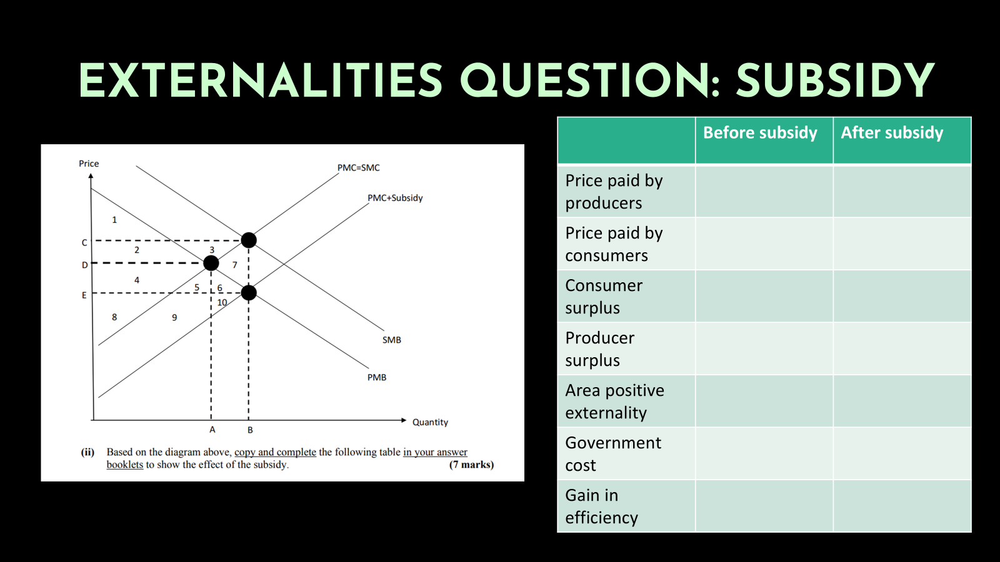 EXTERNALITIES QUESTION: SUBSIDY
Price
PMC=SMC
PMC+Subsidy
1
C
2
3
D
7
4
5
6
E
10
8
9
SMB
PMB
Quantity
A
B
(ii) Based on the diagram above, copy and complete the following table in your answer
booklets to show the effect of the subsidy. (7 marks)
Before subsidy
After subsidy
Price paid by
producers
Price paid by
consumers
Consumer
surplus
Producer
surplus
Area positive
externality
Government
cost
Gain in
efficiency